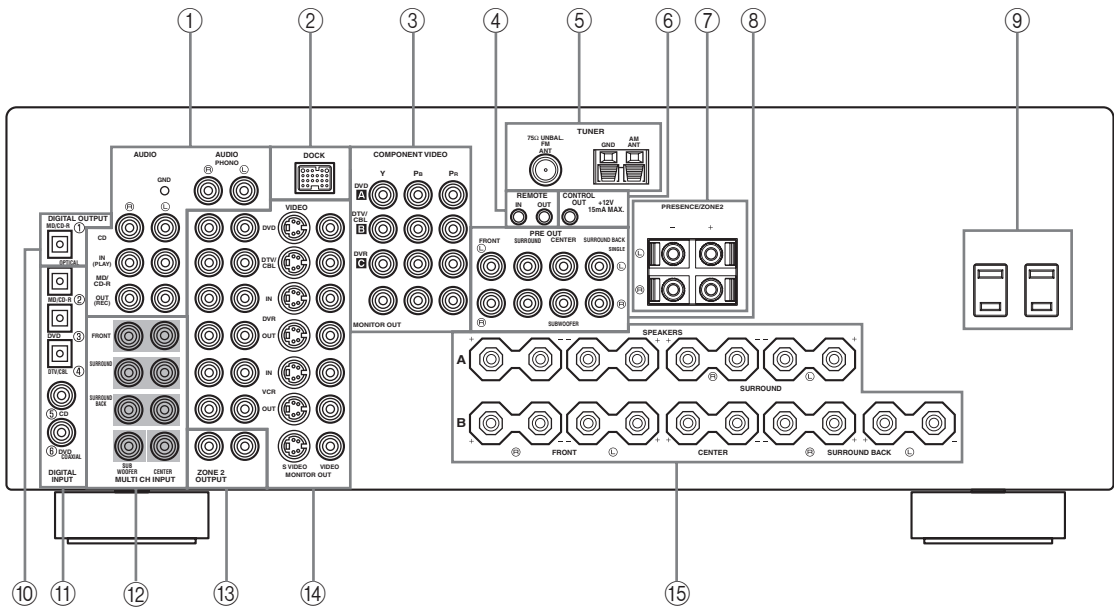 ① ② ③ ④ ⑤ ⑥ ⑦ ⑧ ⑨
AUDIO
GND
R L
CD
IN
(PLAY)
MD/
CD-R
OUT
(REC)
AUDIO
PHONO
R L
DOCK
COMPONENT VIDEO
Y PB PR
DVD
A
DTV/
CBL
B
DVR
C
MONITOR OUT
TUNER
75Ω UNBAL.
FM
ANT
GND
AM
ANT
REMOTE
IN OUT
CONTROL
OUT
+12V
15mA MAX.
PRESENCE/ZONE2
– +
L
R
PRE OUT
FRONT SURROUND CENTER SURROUND BACK
SINGLE
L L
R R
SUBWOOFER
DIGITAL OUTPUT
MD/CD-R ①
OPTICAL
MD/CD-R ②
DVD ③
DTV/CBL ④
⑤ CD
⑥ DVD
COAXIAL
DIGITAL
INPUT
FRONT
SURROUND
SURROUND
BACK
SUB
WOOFER
CENTER
MULTI CH INPUT
VIDEO
DVD
DTV/
CBL
IN
DVR
OUT
IN
VCR
OUT
S VIDEO VIDEO
MONITOR OUT
ZONE 2
OUTPUT
SPEAKERS
+ – – + + – – +
A
R L
SURROUND
B
+ – – + + – – + + –
R FRONT L CENTER R SURROUND BACK L
⑩ ⑪ ⑫ ⑬ ⑭ ⑮